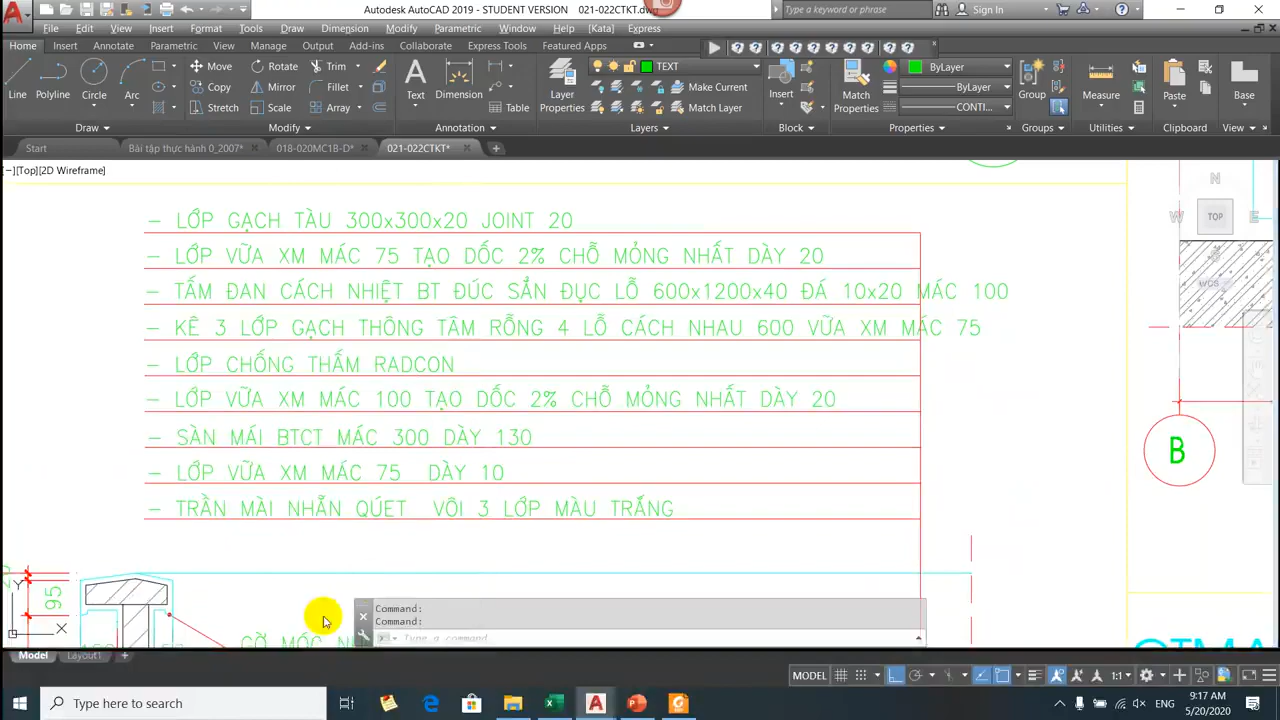 Autodesk AutoCAD 2019 - STUDENT VERSION 021-022CTKT.dwg
Type a keyword or phrase
Sign In
File Edit View Insert Format Tools Draw Dimension Modify Parametric Window Help [Kata] Express
Home Insert Annotate Parametric View Manage Output Add-ins Collaborate Express Tools Featured Apps
Line Polyline Circle Arc
Move Rotate Trim
Copy Mirror Fillet
Stretch Scale Array
Text Dimension Table
Layer Properties
TEXT
Make Current
Match Layer
Insert
Match Properties
ByLayer
ByLayer
CONTI...
Group
Measure
Paste
Base
Draw Modify Annotation Layers Block Properties Groups Utilities Clipboard View
Start Bài tập thực hành 0_2007* 018-020MC1B-D* 021-022CTKT*
[−][Top][2D Wireframe]
N
W TOP E
S
WCS
- LỚP GẠCH TÀU 300x300x20 JOINT 20
- LỚP VỮA XM MÁC 75 TẠO DỐC 2% CHỖ MỎNG NHẤT DÀY 20
- TẤM ĐAN CÁCH NHIỆT BT ĐÚC SẲN ĐỤC LỖ 600x1200x40 ĐÁ 10x20 MÁC 100
- KÊ 3 LỚP GẠCH THÔNG TÂM RỖNG 4 LỖ CÁCH NHAU 600 VỮA XM MÁC 75
- LỚP CHỐNG THẤM RADCON
- LỚP VỮA XM MÁC 100 TẠO DỐC 2% CHỖ MỎNG NHẤT DÀY 20
- SÀN MÁI BTCT MÁC 300 DÀY 130
- LỚP VỮA XM MÁC 75 DÀY 10
- TRẦN MÀI NHẴN QÚET VÔI 3 LỚP MÀU TRẮNG
B
95
Y
X
GỜ MÓC
Command:
Command:
Type a command
Model Layout1
MODEL 1:1
Type here to search
ENG
9:17 AM
5/20/2020